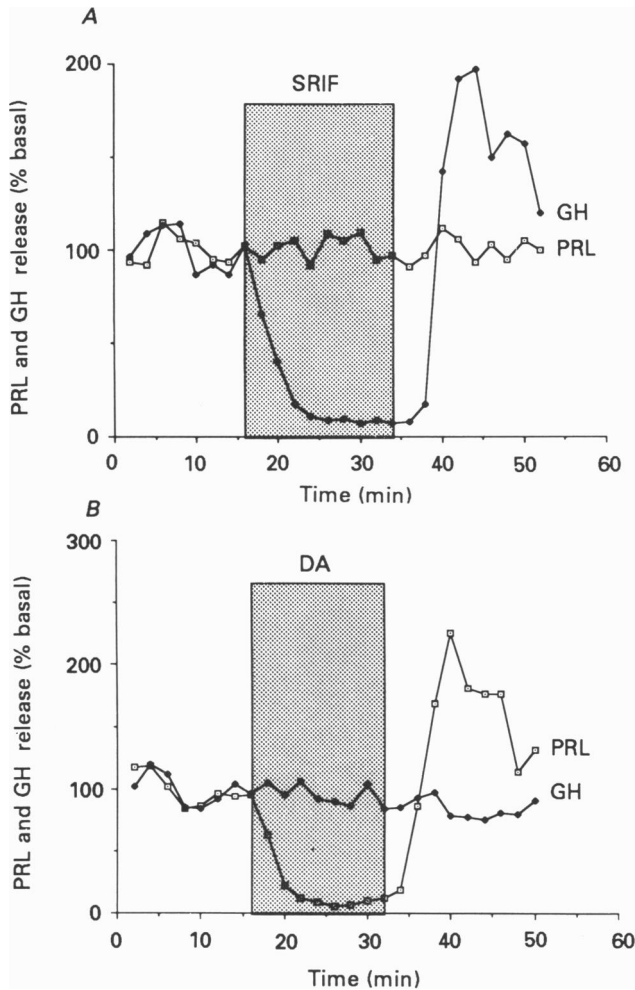 A
200
SRIF
PRL and GH release (% basal)
GH
100
PRL
0
0 10 20 30 40 50 60
Time (min)
B
300
DA
PRL and GH release (% basal)
200
PRL
100
GH
0
0 10 20 30 40 50 60
Time (min)